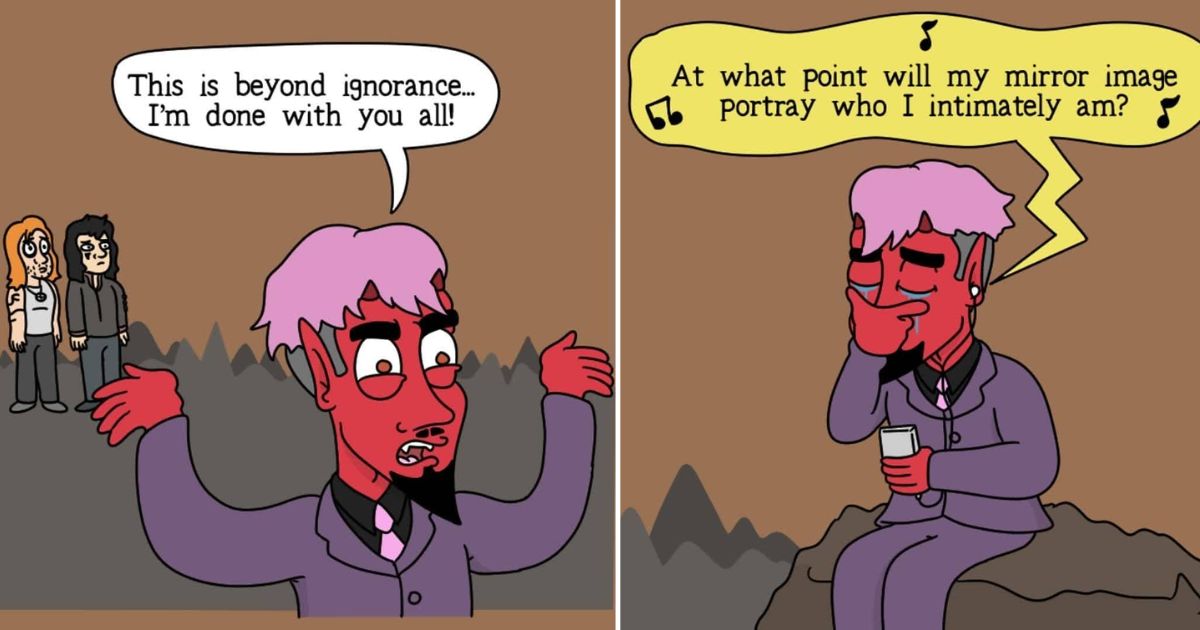 This is beyond ignorance...
I'm done with you all!
At what point will my mirror image
portray who I intimately am?